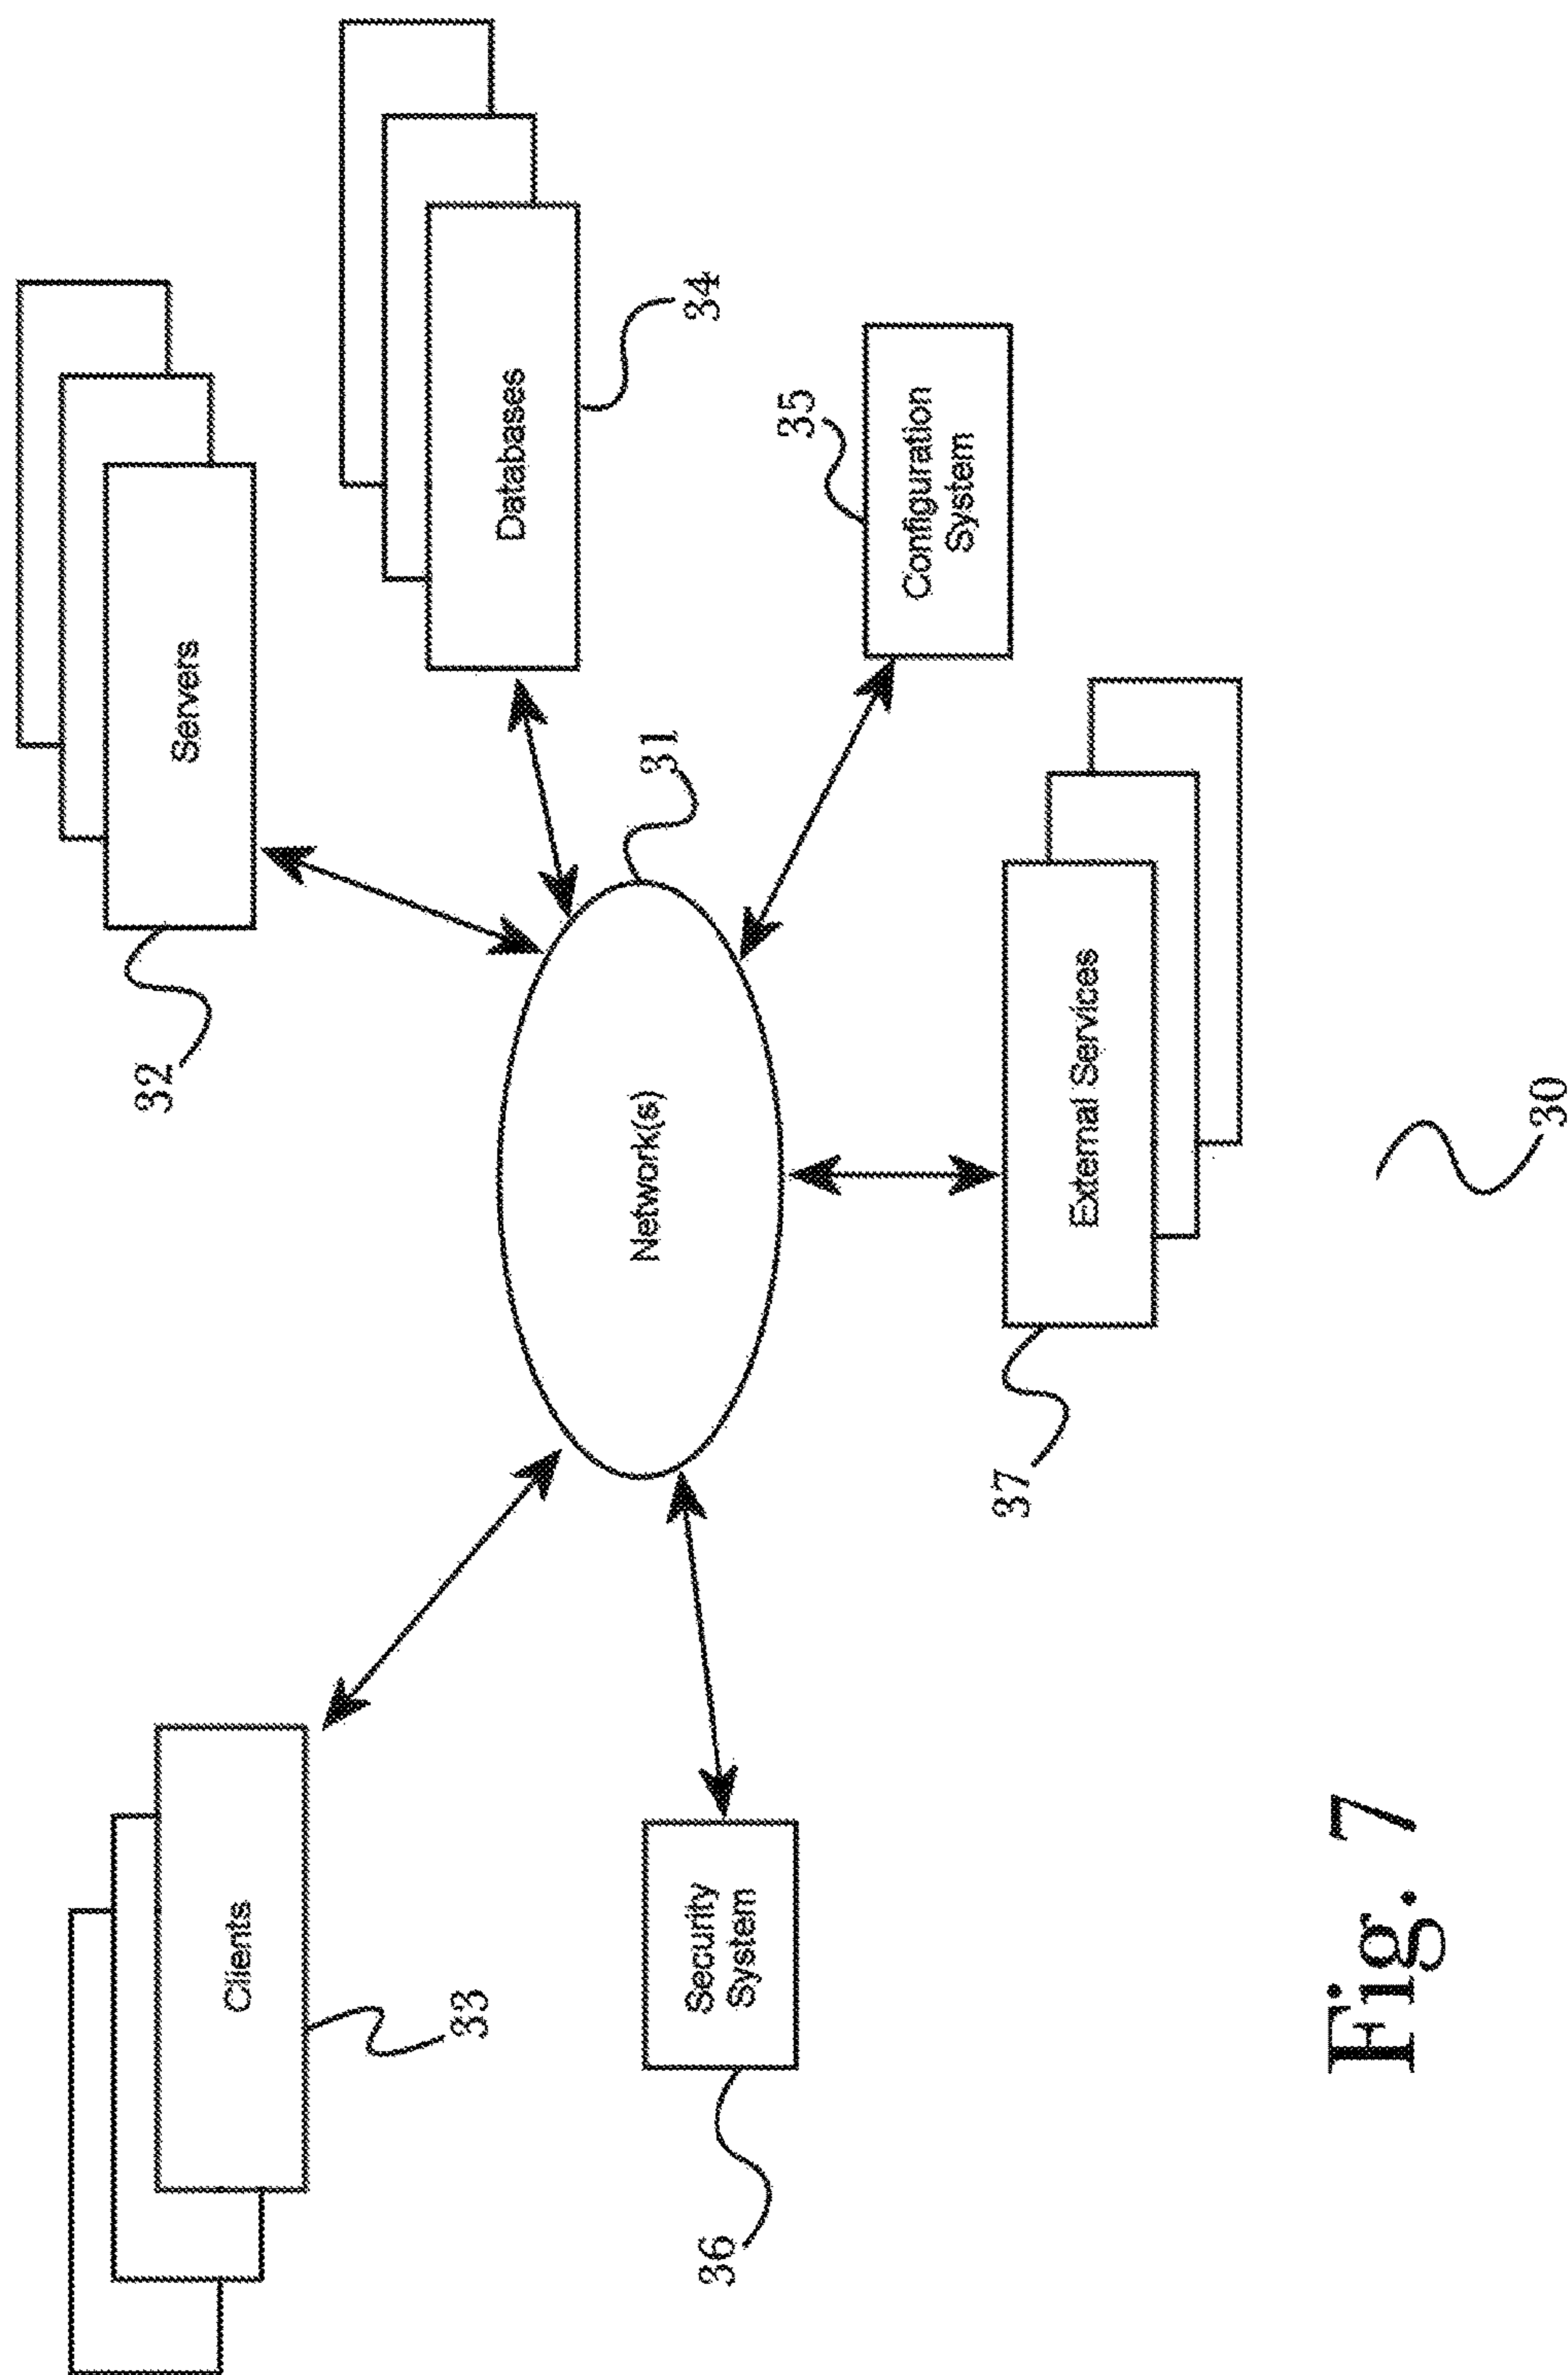 Clients
33
32
Servers
Databases
34
Network(s)
31
36
Security
System
35
Configuration
System
37
External Services
30
Fig. 7